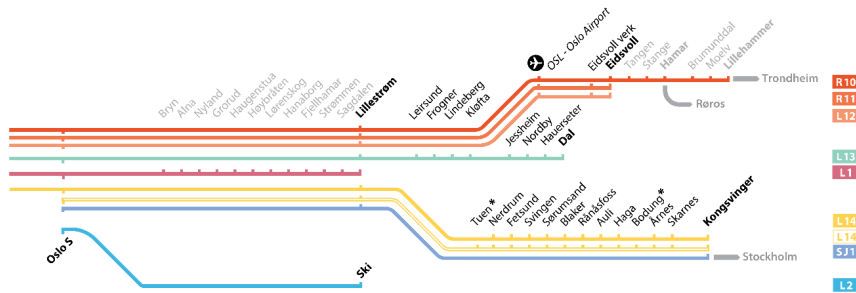 OSL - Oslo Airport
Eidsvoll verk
Eidsvoll
Tangen
Stange
Hamar
Brumunddal
Moelv
Lillehammer
Trondheim
R10
Røros
R11
L12
Bryn
Alna
Nyland
Grorud
Haugenstua
Høybråten
Lørenskog
Hanaborg
Fjellhamar
Strømmen
Sagdalen
Lillestrøm
Leirsund
Frogner
Lindeberg
Kløfta
Jessheim
Nordby
Hauerseter
Dal
L13
L1
Tuen*
Nerdrum
Fetsund
Svingen
Sørumsand
Blaker
Rånåsfoss
Auli
Haga
Bodung*
Årnes
Skarnes
Kongsvinger
L14
L14
SJ1
Stockholm
Oslo S
Ski
L2